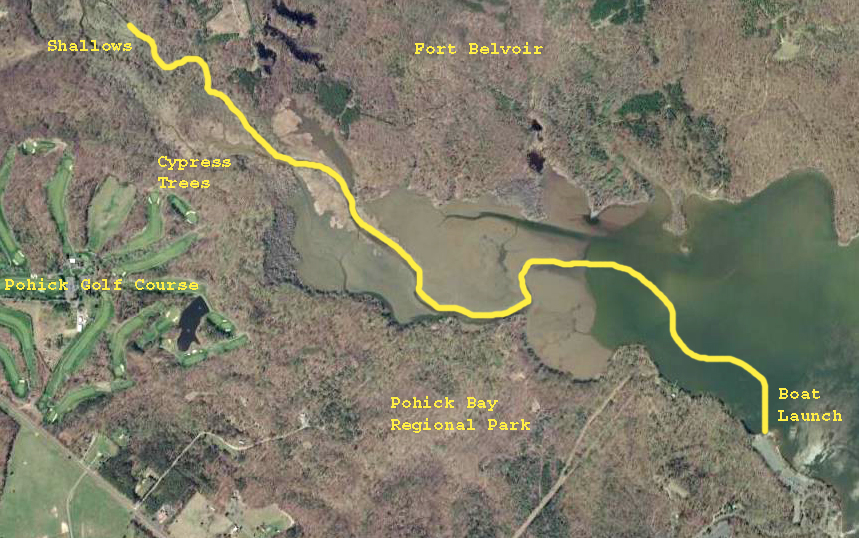 Shallows
Fort Belvoir
Cypress
Trees
Pohick Golf Course
Pohick Bay
Regional Park
Boat
Launch